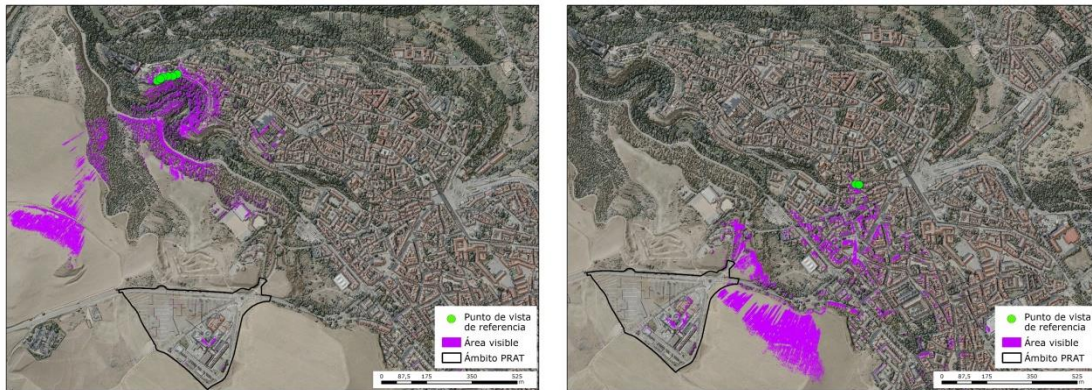 Punto de vista
de referencia
Área visible
Ámbito PRAT
0 87,5 175 350 525
m
Punto de vista
de referencia
Área visible
Ámbito PRAT
0 87,5 175 350 525
m